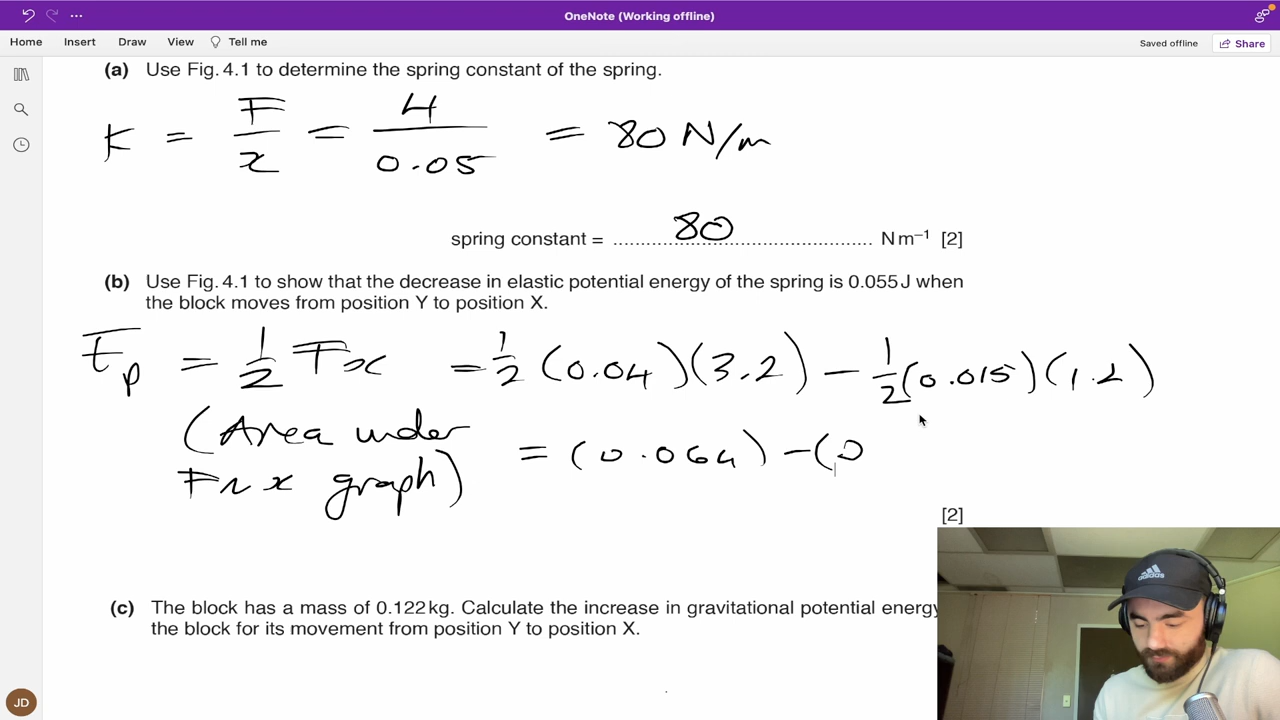 OneNote (Working offline)
Home Insert Draw View Tell me
Saved offline Share
(a) Use Fig. 4.1 to determine the spring constant of the spring.
K = F/x = 4/0.05 = 80 N/m
80
spring constant = ............................................... N m⁻¹ [2]
(b) Use Fig. 4.1 to show that the decrease in elastic potential energy of the spring is 0.055 J when
the block moves from position Y to position X.
Ep = 1/2 Fx = 1/2 (0.04)(3.2) – 1/2 (0.015)(1.2)
(Area under = (0.064) – (0
F~x graph)
[2]
(c) The block has a mass of 0.122 kg. Calculate the increase in gravitational potential energy
the block for its movement from position Y to position X.
adidas
JD